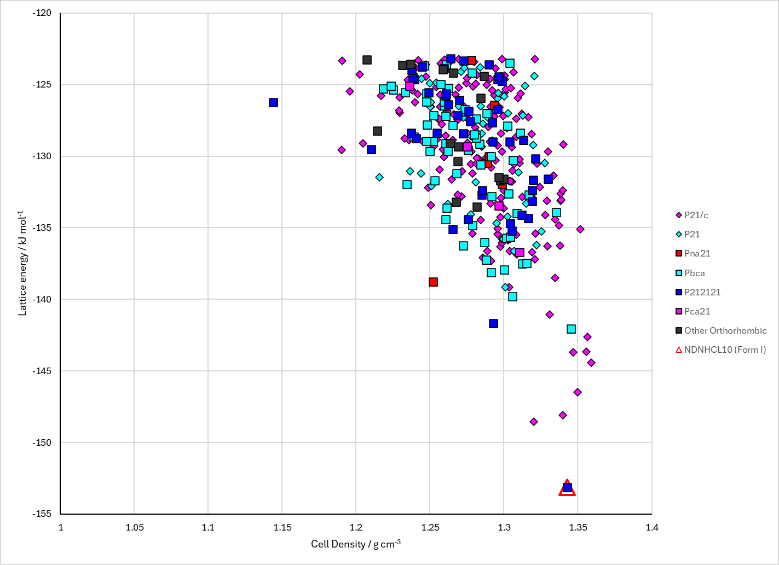 -120
-125
-130
-135
-140
-145
-150
-155
Lattice energy / kJ mol⁻¹
1
1.05
1.1
1.15
1.2
1.25
1.3
1.35
1.4
Cell Density / g cm⁻³
P21/c
P21
Pna21
Pbca
P212121
Pca21
Other Orthorhombic
NDNHCL10 (Form I)